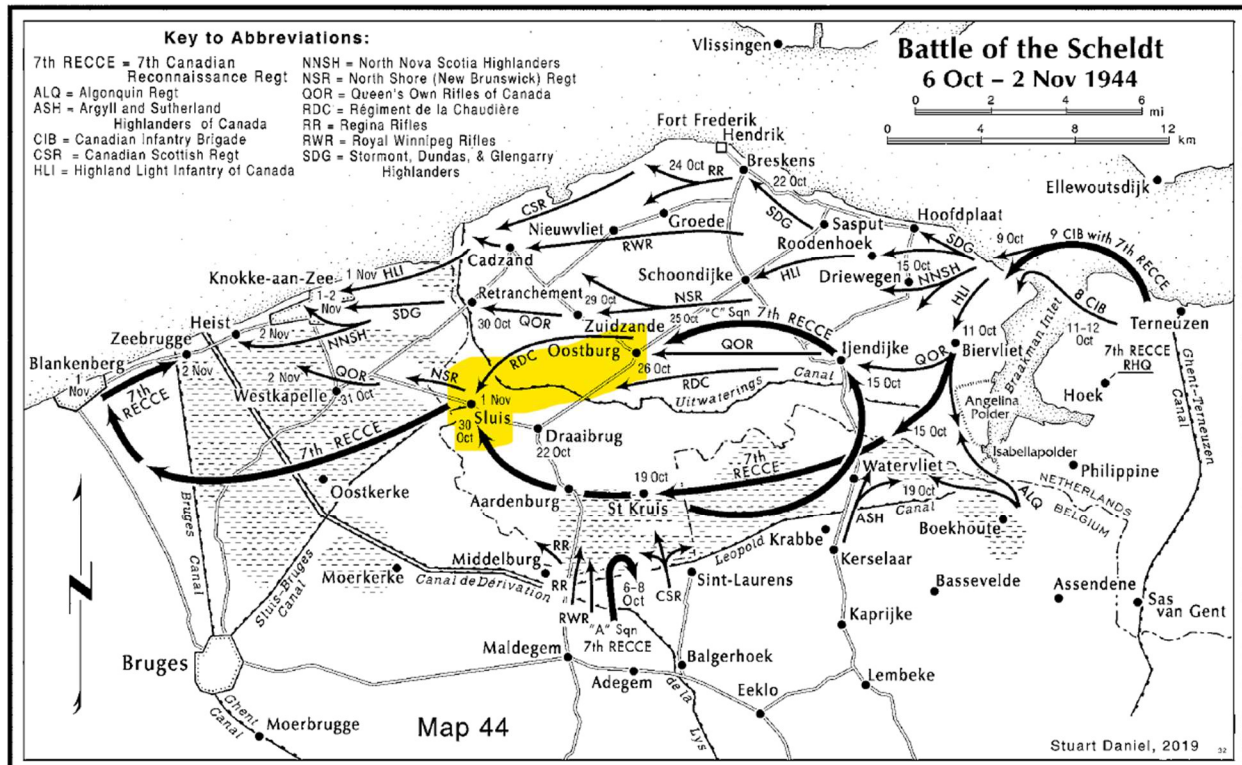 Key to Abbreviations:
7th RECCE = 7th Canadian
Reconnaissance Regt
ALQ = Algonquin Regt
ASH = Argyll and Sutherland
Highlanders of Canada
CIB = Canadian Infantry Brigade
CSR = Canadian Scottish Regt
HLI = Highland Light Infantry of Canada
NNSH = North Nova Scotia Highlanders
NSR = North Shore (New Brunswick) Regt
QOR = Queen's Own Rifles of Canada
RDC = Régiment de la Chaudière
RR = Regina Rifles
RWR = Royal Winnipeg Rifles
SDG = Stormont, Dundas, & Glengarry
Highlanders
Battle of the Scheldt
6 Oct – 2 Nov 1944
0 2 4 6
mi
0 4 8 12
km
Vlissingen
Fort Frederik
Hendrik
Breskens
22 Oct
24 Oct
RR
CSR
Ellewoutsdijk
Nieuwvliet
Groede
SDG
Sasput
Hoofdplaat
RWR
Roodenhoek
SDG
9 Oct
9 CIB with 7th RECCE
Cadzand
Schoondijke
HLI
Driewegen
15 Oct
NNSH
HLI
8 CIB
Knokke-aan-Zee
1 Nov
HLI
1–2
Nov
Retranchement
29 Oct
NSR
SDG
30 Oct
QOR
Zuidzande
25 Oct
"C" Sqn 7th RECCE
11 Oct
Braakman Inlet
11–12
Oct
Terneuzen
Zeebrugge
Heist
2 Nov
NNSH
RDC
Oostburg
QOR
Ijendijke
QOR
Biervliet
7th RECCE
RHQ
Blankenberg
1
Nov
2 Nov
7th
RECCE
2 Nov
QOR
NSR
26 Oct
RDC
Canal
15 Oct
Uitwaterings
Angelina
Polder
Hoek
Ghent–Terneuzen
Canal
Westkapelle
31 Oct
1 Nov
Sluis
30
Oct
7th RECCE
Draaibrug
22 Oct
15 Oct
Isabellapolder
Philippine
7th
RECCE
Watervliet
19 Oct
19 Oct
ALQ
NETHERLANDS
BELGIUM
Oostkerke
Aardenburg
St Kruis
ASH
Canal
Boekhoute
Leopold
Krabbe
Kerselaar
Bruges
Canal
Sluis–Bruges
Canal
Moerkerke
Middelburg
RR
Canal de Dérivation
RR
6–8
Oct
CSR
Sint-Laurens
Bassevelde
Assendene
Sas
van Gent
RWR
"A" Sqn
7th RECCE
Kaprijke
N
Bruges
Maldegem
Adegem
Balgerhoek
de la
Lys
Eeklo
Lembeke
Ghent
Canal
Moerbrugge
Map 44
Stuart Daniel, 2019
32